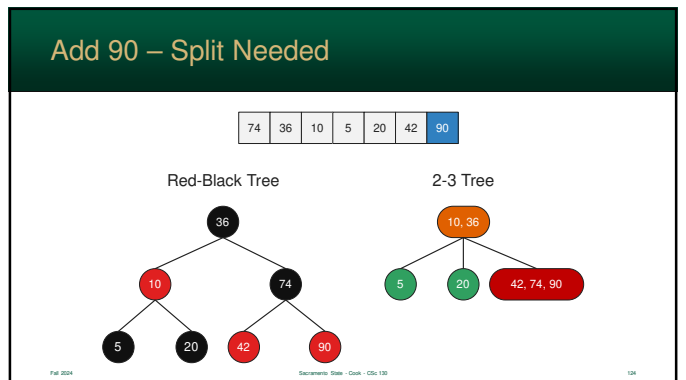 Add 90 – Split Needed
74 36 10 5 20 42 90
Red-Black Tree 2-3 Tree
36 10, 36
10 74 5 20 42, 74, 90
5 20 42 90
Fall 2024 Sacramento State - Cook - CSc 130 124